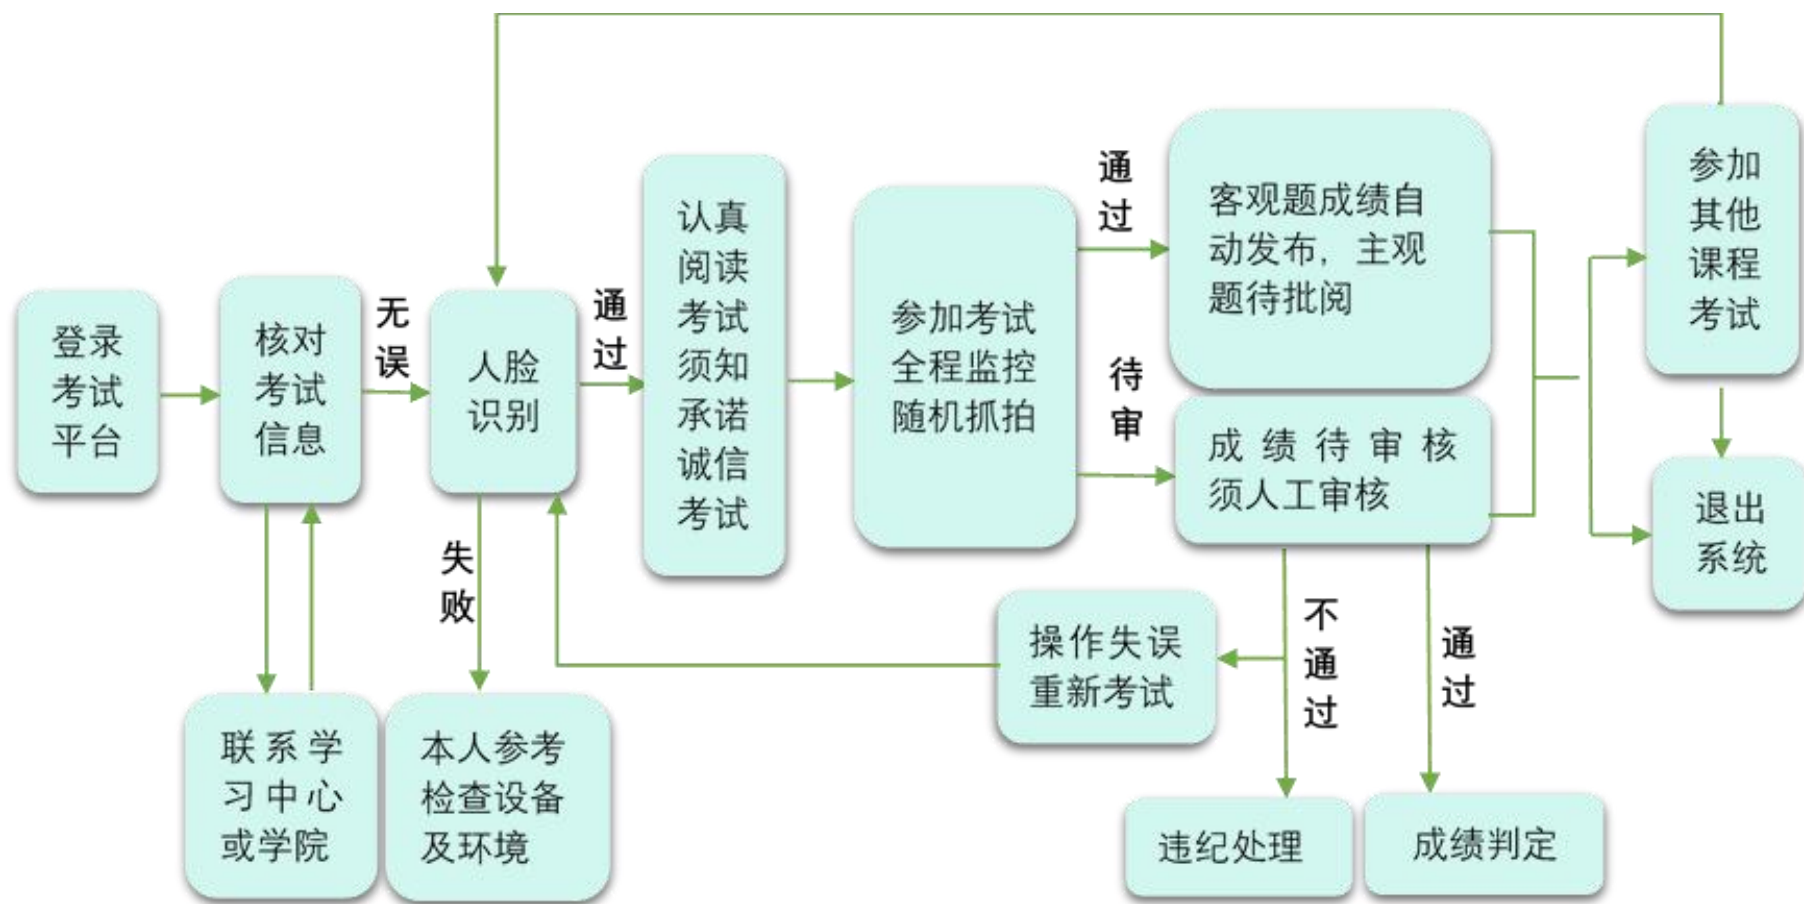 登录
考试
平台
核对
考试
信息
无
误
人脸
识别
通
过
认真
阅读
考试
须知
承诺
诚信
考试
参加考试
全程监控
随机抓拍
通
过
客观题成绩自
动发布，主观
题待批阅
待
审
成绩待审核
须人工审核
参加
其他
课程
考试
退出
系统
失
败
联系学
习中心
或学院
本人参考
检查设备
及环境
操作失误
重新考试
不
通
过
通
过
违纪处理
成绩判定